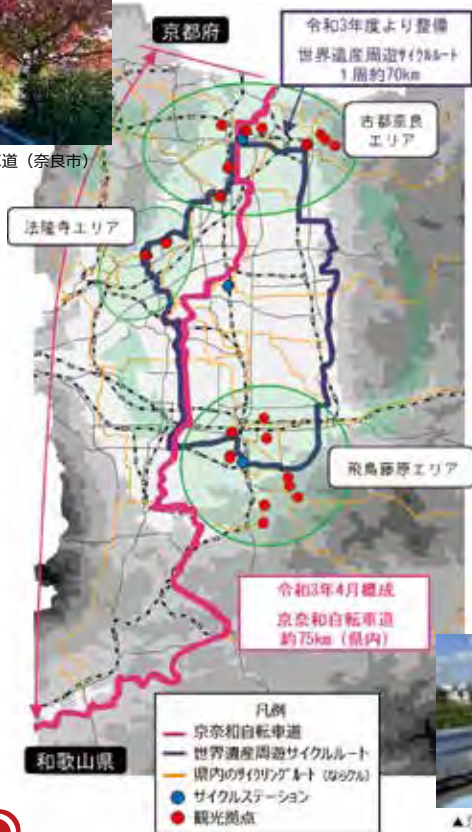 京都府
令和3年度より整備
世界遺産周遊サイクルルート
1周約70km
古都奈良
エリア
道（奈良市）
法隆寺エリア
飛鳥藤原エリア
令和3年4月概成
京奈和自転車道
約75km（県内）
和歌山県
凡例
京奈和自転車道
世界遺産周遊サイクルルート
県内のサイクリングルート（ならクル）
サイクルステーション
観光拠点